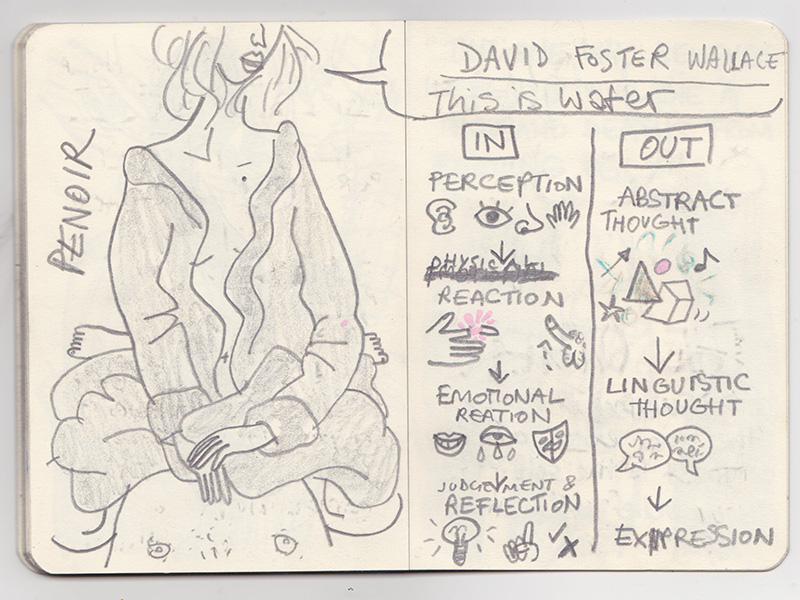 PENOIR
DAVID FOSTER WALLACE
This is water
IN
PERCEPTION
REACTION
EMOTIONAL
REATION
JUDGEMENT &
REFLECTION
OUT
ABSTRACT
THOUGHT
LINGUISTIC
THOUGHT
EXPRESSION